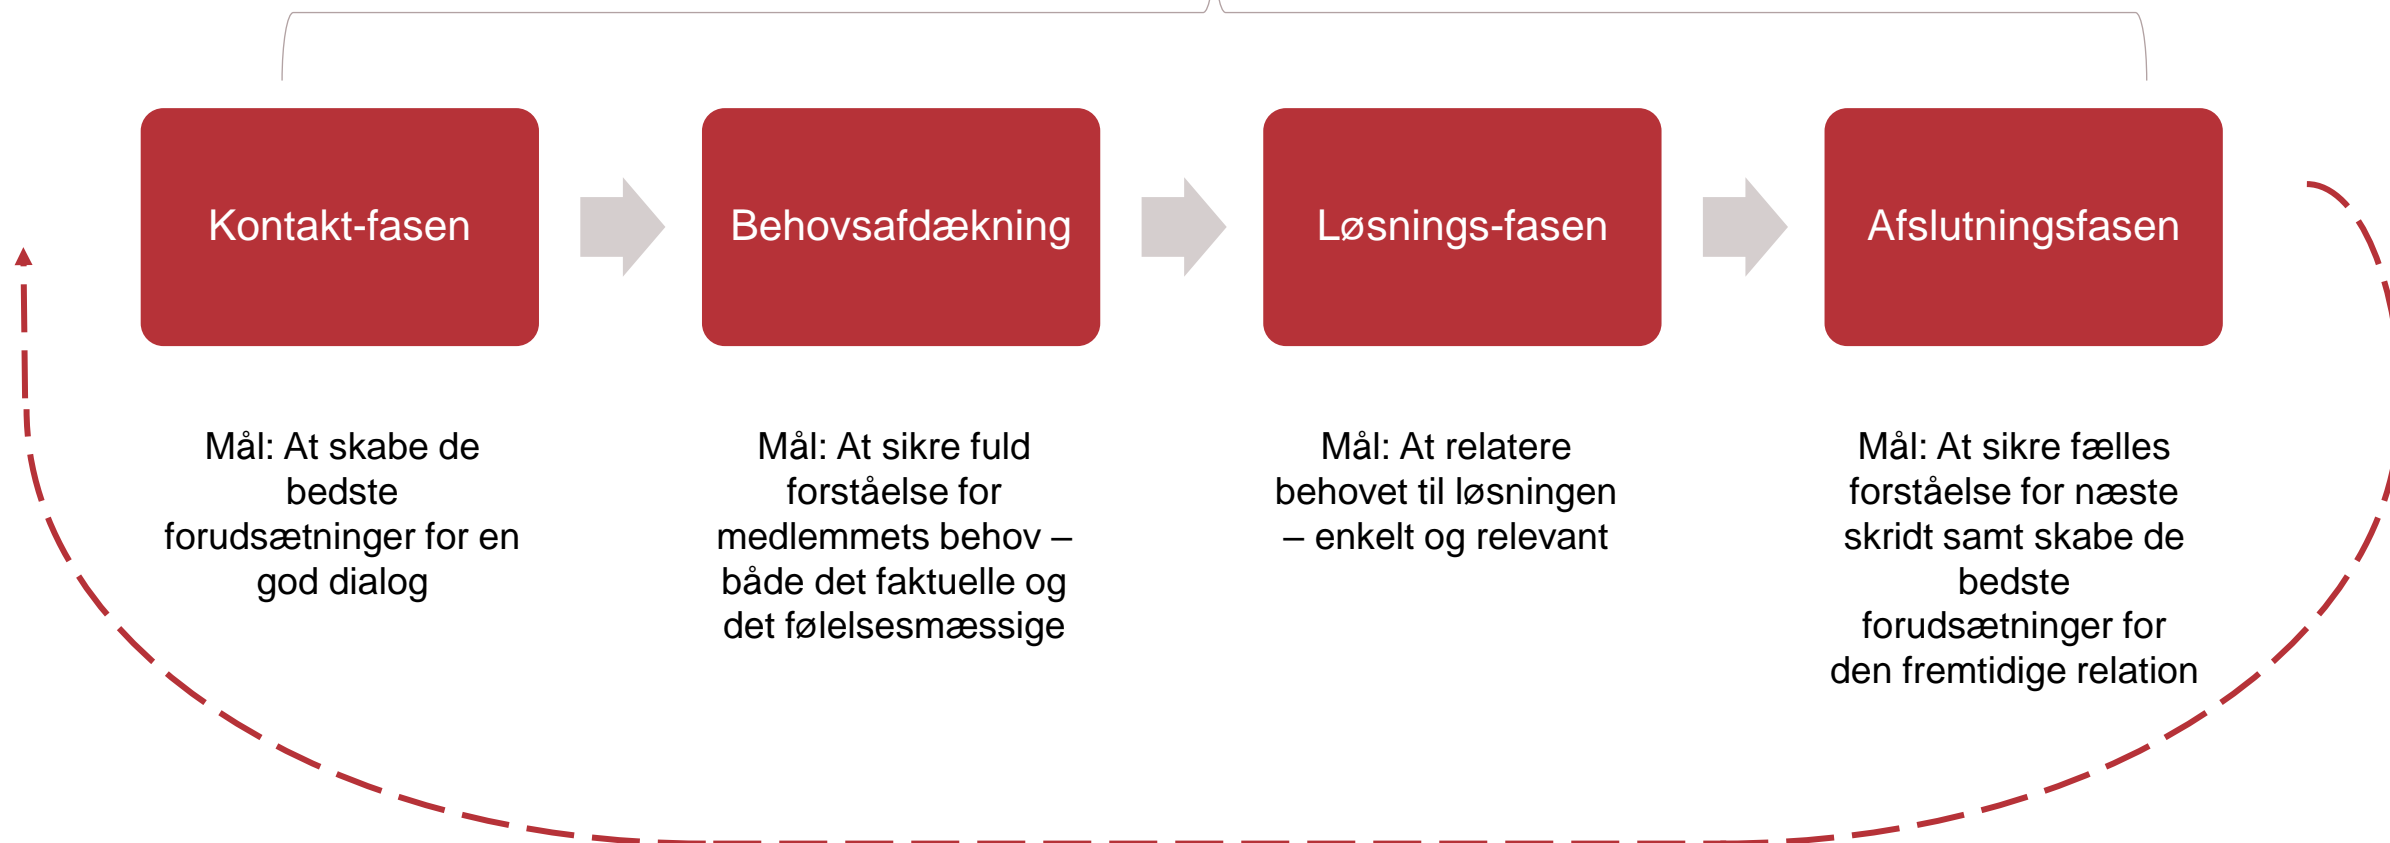 Kontakt-fasen
Behovsafdækning
Løsnings-fasen
Afslutningsfasen
Mål: At skabe de
bedste
forudsætninger for en
god dialog
Mål: At sikre fuld
forståelse for
medlemmets behov –
både det faktuelle og
det følelsesmæssige
Mål: At relatere
behovet til løsningen
– enkelt og relevant
Mål: At sikre fælles
forståelse for næste
skridt samt skabe de
bedste
forudsætninger for
den fremtidige relation